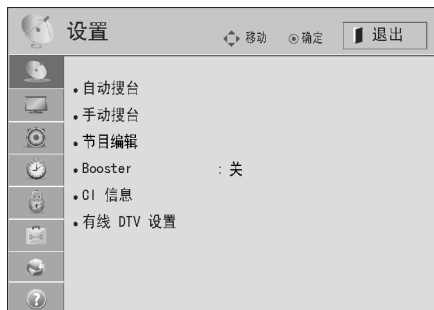 设置 移动 ⊙确定 退出
• 自动搜台
• 手动搜台
• 节目编辑
• Booster : 关
• CI 信息
• 有线 DTV 设置